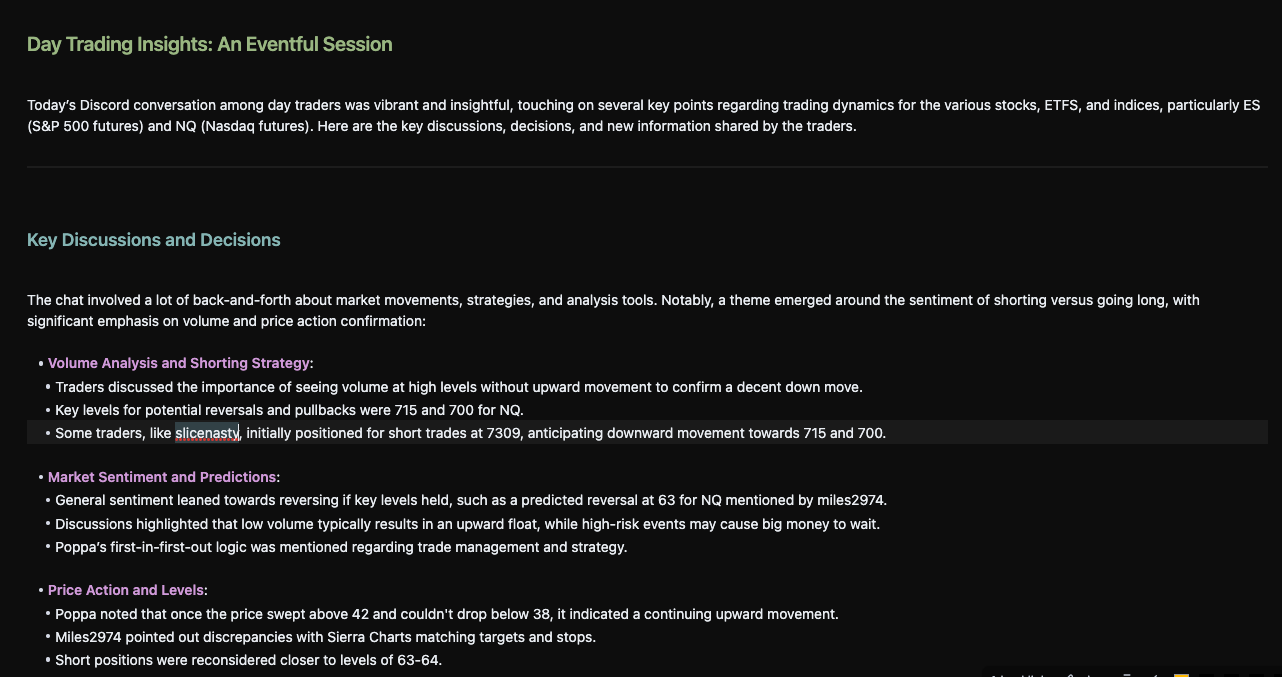 Day Trading Insights: An Eventful Session
Today’s Discord conversation among day traders was vibrant and insightful, touching on several key points regarding trading dynamics for the various stocks, ETFS, and indices, particularly ES
(S&P 500 futures) and NQ (Nasdaq futures). Here are the key discussions, decisions, and new information shared by the traders.
Key Discussions and Decisions
The chat involved a lot of back-and-forth about market movements, strategies, and analysis tools. Notably, a theme emerged around the sentiment of shorting versus going long, with
significant emphasis on volume and price action confirmation:
• Volume Analysis and Shorting Strategy:
• Traders discussed the importance of seeing volume at high levels without upward movement to confirm a decent down move.
• Key levels for potential reversals and pullbacks were 715 and 700 for NQ.
• Some traders, like slicenasty, initially positioned for short trades at 7309, anticipating downward movement towards 715 and 700.
• Market Sentiment and Predictions:
• General sentiment leaned towards reversing if key levels held, such as a predicted reversal at 63 for NQ mentioned by miles2974.
• Discussions highlighted that low volume typically results in an upward float, while high-risk events may cause big money to wait.
• Poppa’s first-in-first-out logic was mentioned regarding trade management and strategy.
• Price Action and Levels:
• Poppa noted that once the price swept above 42 and couldn't drop below 38, it indicated a continuing upward movement.
• Miles2974 pointed out discrepancies with Sierra Charts matching targets and stops.
• Short positions were reconsidered closer to levels of 63-64.